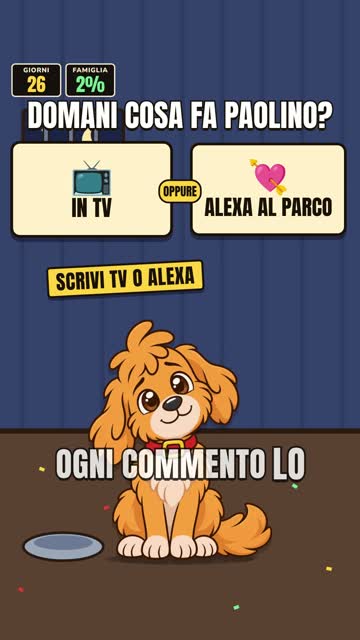 GIORNI
26
FAMIGLIA
2%
DOMANI COSA FA PAOLINO?
IN TV
OPPURE
ALEXA AL PARCO
SCRIVI TV O ALEXA
OGNI COMMENTO LO